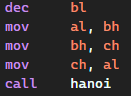 dec bl
mov al, bh
mov bh, ch
mov ch, al
call hanoi